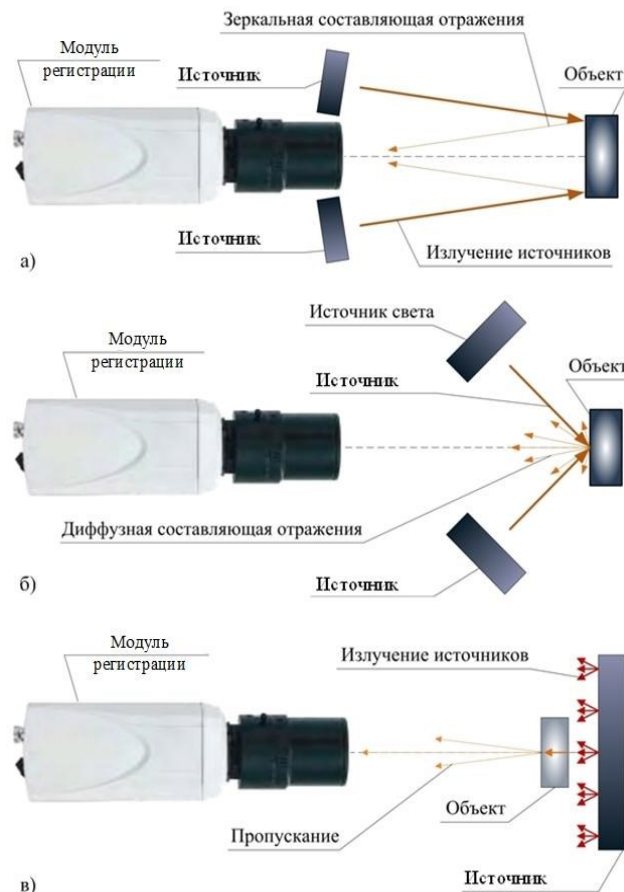 Зеркальная составляющая отражения
Модуль
регистрации
Источник
Объект
Источник
Излучение источников
а)
Источник света
Модуль
регистрации
Источник
Объект
Диффузная составляющая отражения
Источник
б)
Модуль
регистрации
Излучение источников
Объект
Пропускание
Источник
в)